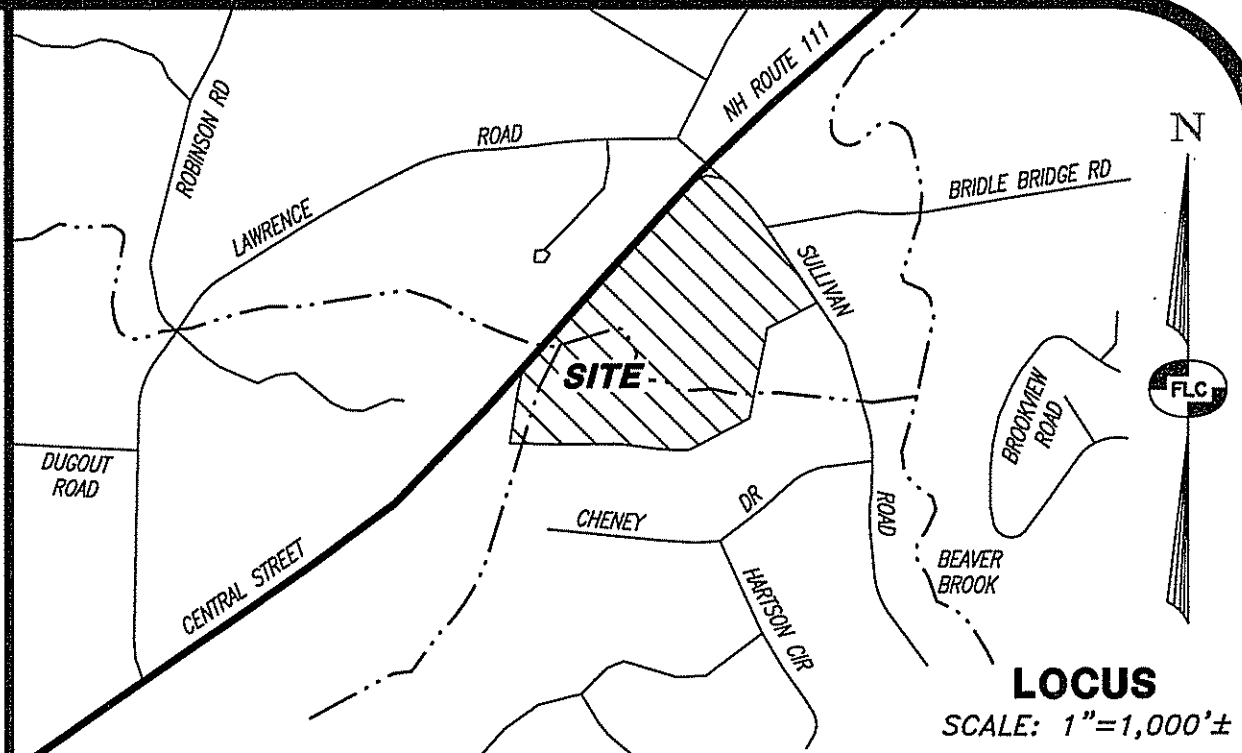 NH ROUTE 111
ROBINSON RD
ROAD
N
LAWRENCE
BRIDLE BRIDGE RD
SULLIVAN
SITE
FLC
BROOKVIEW
ROAD
DUGOUT
ROAD
CHENEY
DR
ROAD
CENTRAL STREET
HARTSON CIR
BEAVER
BROOK
LOCUS
SCALE: 1"=1,000'±